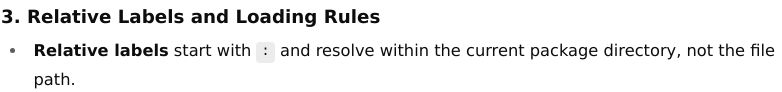 3. Relative Labels and Loading Rules
• Relative labels start with : and resolve within the current package directory, not the file
path.